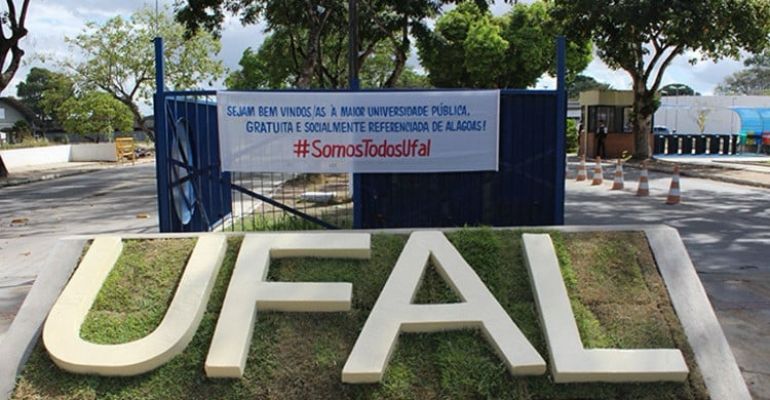 SEJAM BEM VINDOS/AS À MAIOR UNIVERSIDADE PÚBLICA,
GRATUITA E SOCIALMENTE REFERENCIADA DE ALAGOAS!
#SomosTodosUfal
UFAL